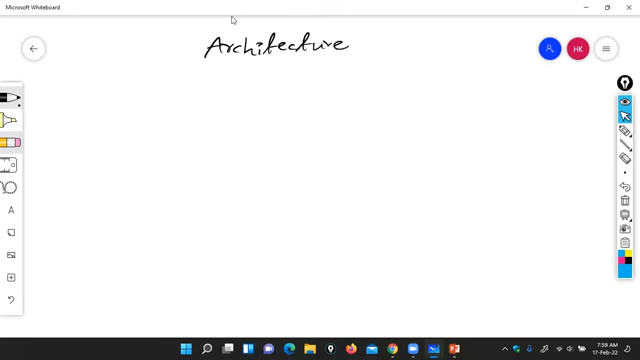 Microsoft Whiteboard
Architecture
HK
A
7:59 AM
17-Feb-22